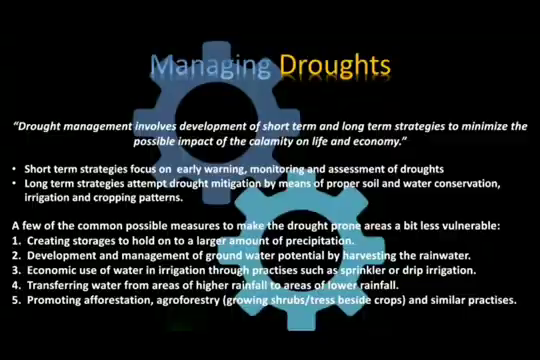 Managing Droughts
"Drought management involves development of short term and long term strategies to minimize the
possible impact of the calamity on life and economy."
• Short term strategies focus on early warning, monitoring and assessment of droughts
• Long term strategies attempt drought mitigation by means of proper soil and water conservation,
irrigation and cropping patterns.
A few of the common possible measures to make the drought prone areas a bit less vulnerable:
1. Creating storages to hold on to a larger amount of precipitation.
2. Development and management of ground water potential by harvesting the rainwater.
3. Economic use of water in irrigation through practises such as sprinkler or drip irrigation.
4. Transferring water from areas of higher rainfall to areas of lower rainfall.
5. Promoting afforestation, agroforestry (growing shrubs/tress beside crops) and similar practises.